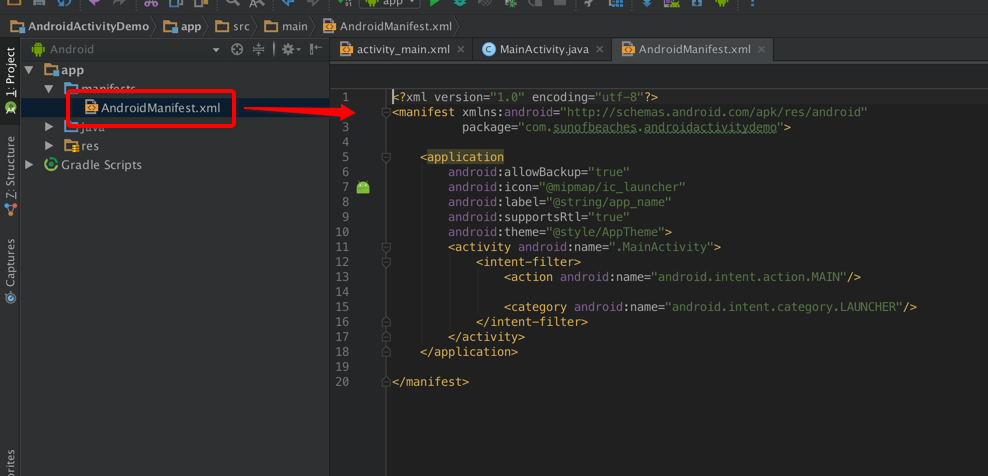 app
AndroidActivityDemo
app
src
main
AndroidManifest.xml
1: Project
Z: Structure
Captures
Android
app
manifests
AndroidManifest.xml
java
res
Gradle Scripts
activity_main.xml
MainActivity.java
AndroidManifest.xml
1 <?xml version="1.0" encoding="utf-8"?>
<manifest xmlns:android="http://schemas.android.com/apk/res/android"
3 package="com.sunofbeaches.androidactivitydemo">
4
5 <application
6 android:allowBackup="true"
7 android:icon="@mipmap/ic_launcher"
8 android:label="@string/app_name"
9 android:supportsRtl="true"
10 android:theme="@style/AppTheme">
11 <activity android:name=".MainActivity">
12 <intent-filter>
13 <action android:name="android.intent.action.MAIN"/>
14
15 <category android:name="android.intent.category.LAUNCHER"/>
16 </intent-filter>
17 </activity>
18 </application>
19
20 </manifest>